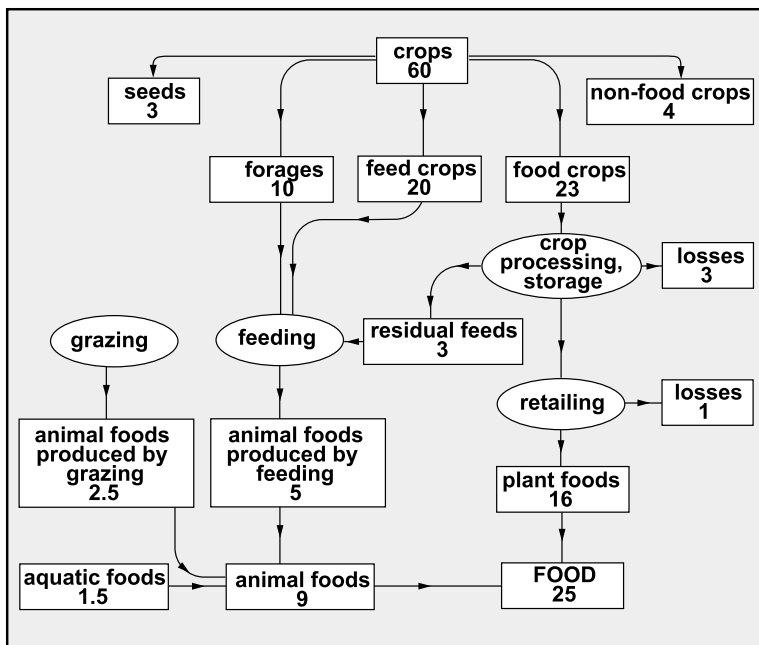 crops
60
seeds
3
non-food crops
4
forages
10
feed crops
20
food crops
23
crop
processing,
storage
losses
3
grazing
feeding
residual feeds
3
retailing
losses
1
animal foods
produced by
grazing
2.5
animal foods
produced by
feeding
5
plant foods
16
aquatic foods
1.5
animal foods
9
FOOD
25